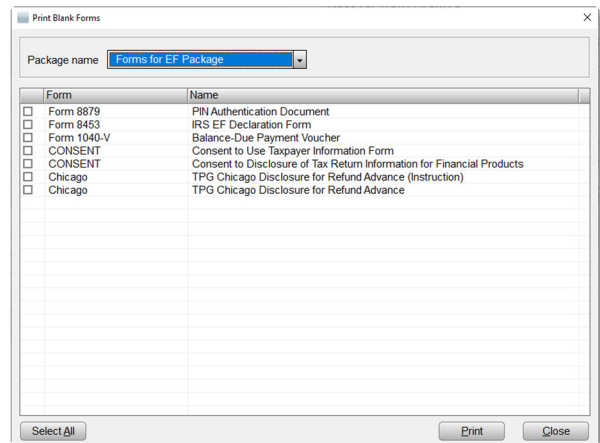 Print Blank Forms
Package name Forms for EF Package
Form Name
Form 8879 PIN Authentication Document
Form 8453 IRS EF Declaration Form
Form 1040-V Balance-Due Payment Voucher
CONSENT Consent to Use Taxpayer Information Form
CONSENT Consent to Disclosure of Tax Return Information for Financial Products
Chicago TPG Chicago Disclosure for Refund Advance (Instruction)
Chicago TPG Chicago Disclosure for Refund Advance
Select All Print Close